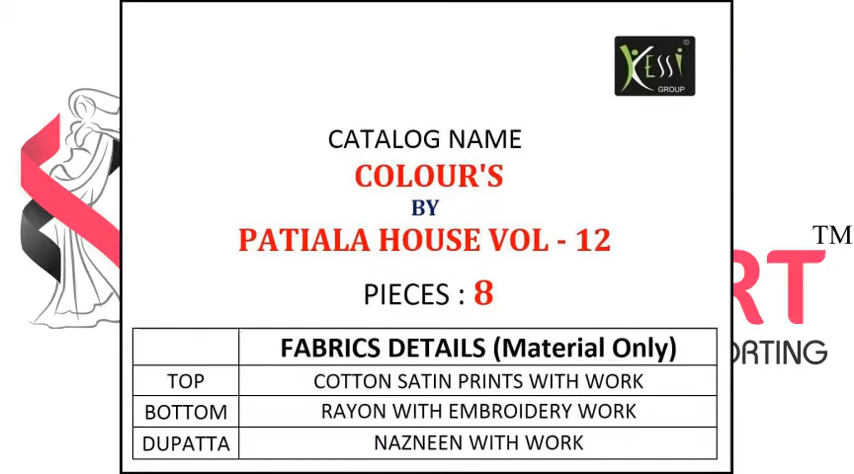 KESSI
©
GROUP
CATALOG NAME
COLOUR'S
BY
PATIALA HOUSE VOL - 12
PIECES : 8
FABRICS DETAILS (Material Only)
TOP COTTON SATIN PRINTS WITH WORK
BOTTOM RAYON WITH EMBROIDERY WORK
DUPATTA NAZNEEN WITH WORK
TM
RT
ORTING